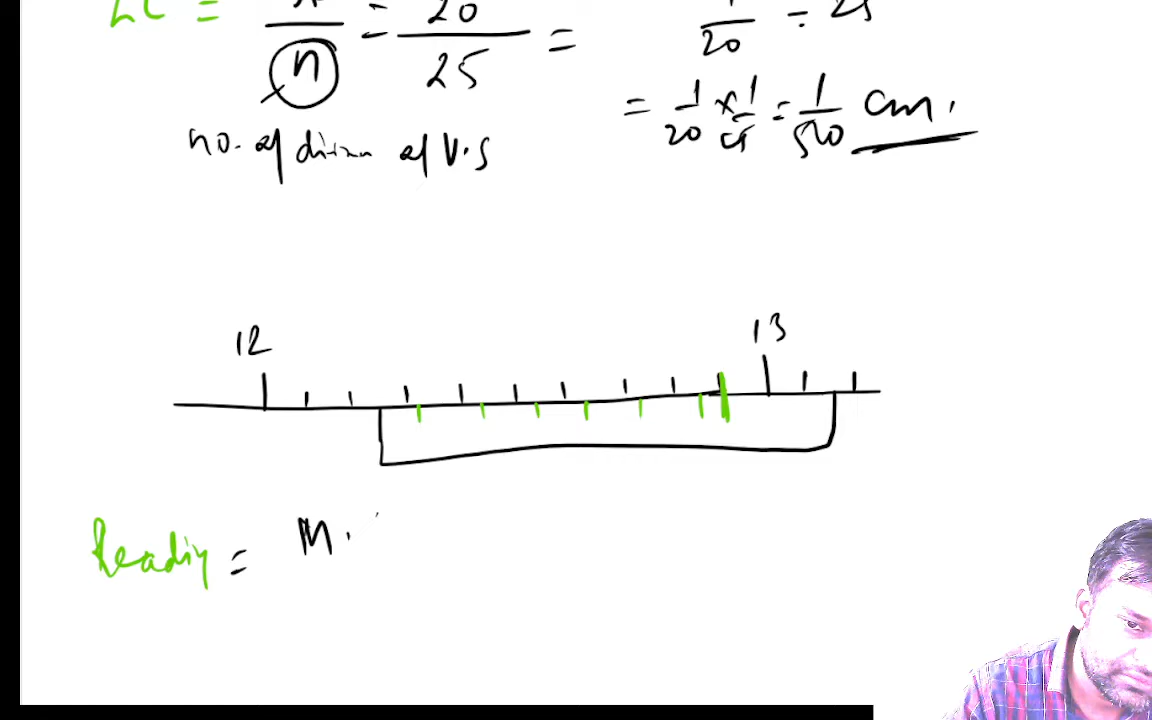 LC = x/n = 20/25 = 1/20 ÷ 25
= 1/20 x 1/25 = 1/500 cm.
no. of division of V.S
12 13
Reading = M.